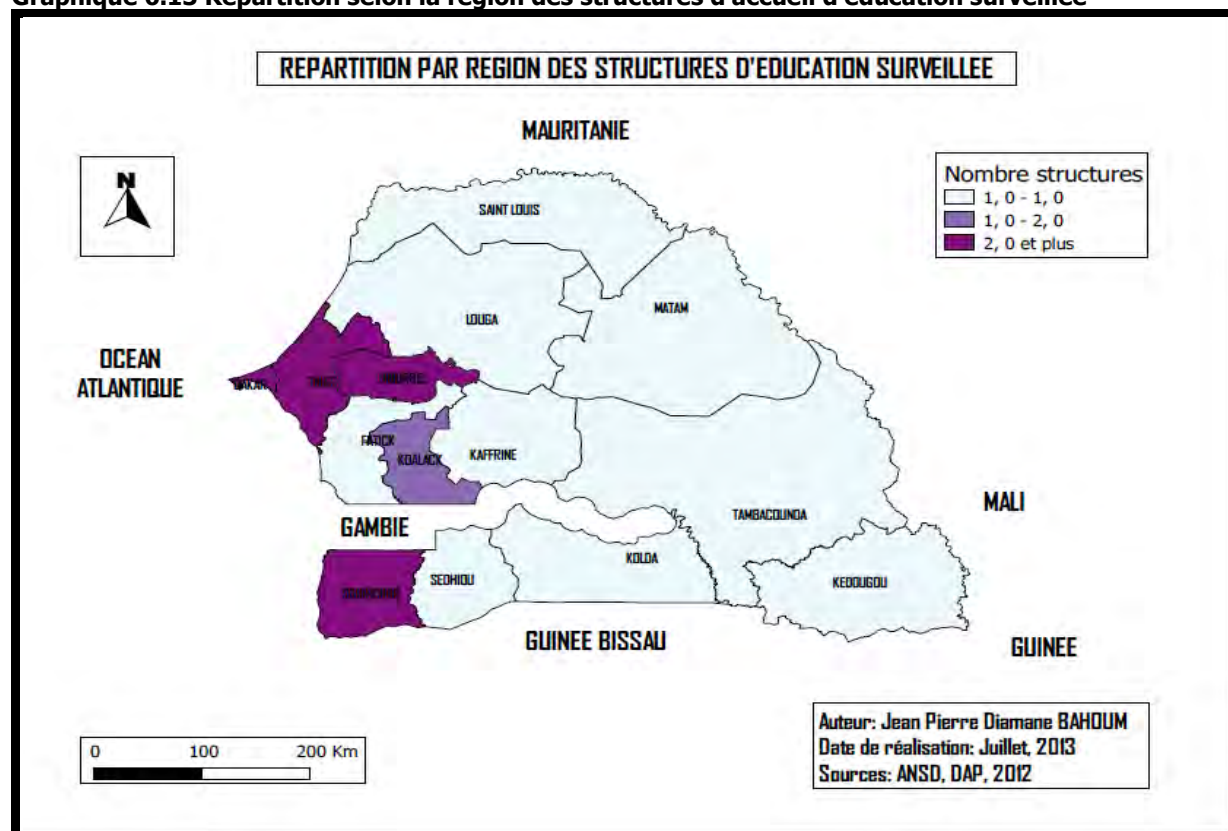 Graphique 6.13 Répartition selon la région des structures d'accueil d'éducation surveillée
REPARTITION PAR REGION DES STRUCTURES D'EDUCATION SURVEILLEE
MAURITANIE
N
Nombre structures
1, 0 - 1, 0
1, 0 - 2, 0
2, 0 et plus
SAINT LOUIS
MATAM
LOUGA
OCEAN
ATLANTIQUE
DAKAR
FATICK
KOALACK
KAFFRINE
GAMBIE
TAMBACOUNDA
MALI
SEDHIOU
KOLDA
KEDOUGOU
GUINEE BISSAU
GUINEE
0 100 200 Km
Auteur: Jean Pierre Diamane BAHOUM
Date de réalisation: Juillet, 2013
Sources: ANSD, DAP, 2012